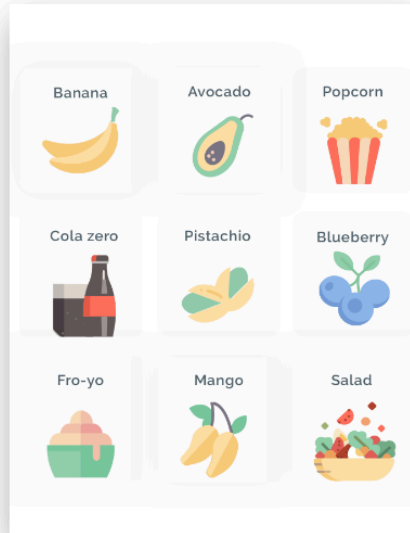 Banana
Avocado
Popcorn
Cola zero
Pistachio
Blueberry
Fro-yo
Mango
Salad